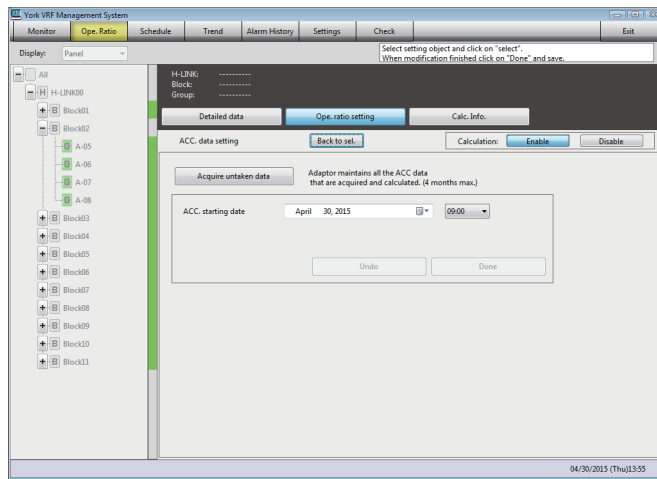 York VRF Management System
Monitor Ope. Ratio Schedule Trend Alarm History Settings Check Exit
Display: Panel
Select setting object and click on "select".
When modification finished click on "Done" and save.
All
H H-LINK00
B Block01
B Block02
G A-05
G A-06
G A-07
G A-08
B Block03
B Block04
B Block05
B Block06
B Block07
B Block08
B Block09
B Block10
B Block11
H-LINK: ----------
Block: ----------
Group: ----------
Detailed data Ope. ratio setting Calc. Info.
ACC. data setting Back to sel. Calculation: Enable Disable
Acquire untaken data
Adaptor maintains all the ACC data
that are acquired and calculated. (4 months max.)
ACC. starting date April 30, 2015 09:00
Undo Done
04/30/2015 (Thu)13:55